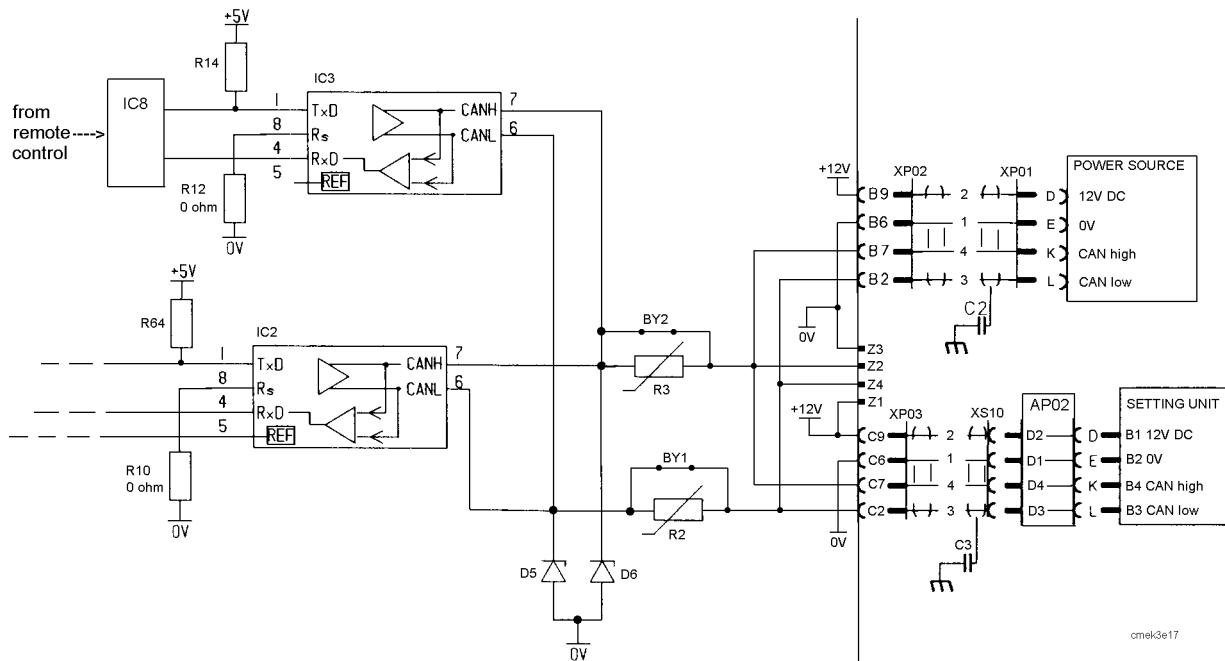 +5V
R14
IC3
IC8
from
remote
control
1
TxD
CANH
7
8
Rs
CANL
6
4
RxD
5
REF
R12
0 ohm
0V
+5V
R64
IC2
1
TxD
CANH
7
8
Rs
CANL
6
4
RxD
5
REF
R10
0 ohm
0V
BY2
R3
BY1
R2
D5
D6
0V
+12V
XP02
XP01
POWER SOURCE
B9
2
D
12V DC
B6
1
E
0V
B7
4
K
CAN high
B2
3
L
CAN low
C2
0V
Z3
Z2
Z4
Z1
+12V
XP03
XS10
AP02
SETTING UNIT
C9
2
D2
D
B1 12V DC
C6
1
D1
E
B2 0V
C7
4
D4
K
B4 CAN high
C2
3
D3
L
B3 CAN low
0V
C3
cmek3e17